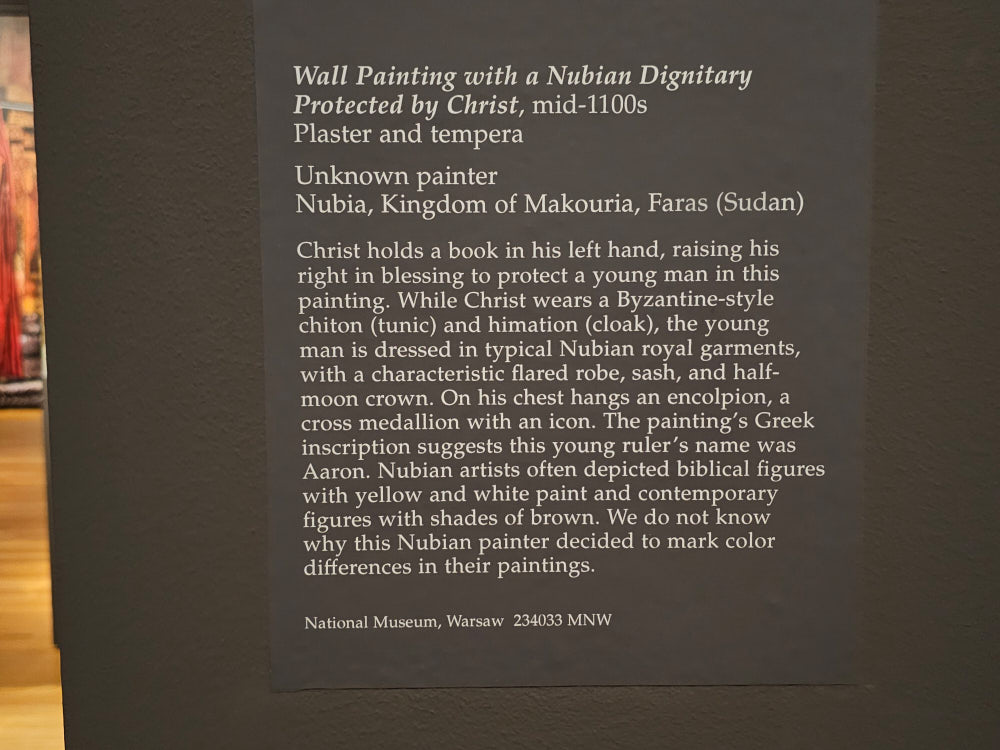 Wall Painting with a Nubian Dignitary
Protected by Christ, mid-1100s
Plaster and tempera
Unknown painter
Nubia, Kingdom of Makouria, Faras (Sudan)
Christ holds a book in his left hand, raising his
right in blessing to protect a young man in this
painting. While Christ wears a Byzantine-style
chiton (tunic) and himation (cloak), the young
man is dressed in typical Nubian royal garments,
with a characteristic flared robe, sash, and half-
moon crown. On his chest hangs an encolpion, a
cross medallion with an icon. The painting's Greek
inscription suggests this young ruler's name was
Aaron. Nubian artists often depicted biblical figures
with yellow and white paint and contemporary
figures with shades of brown. We do not know
why this Nubian painter decided to mark color
differences in their paintings.
National Museum, Warsaw 234033 MNW